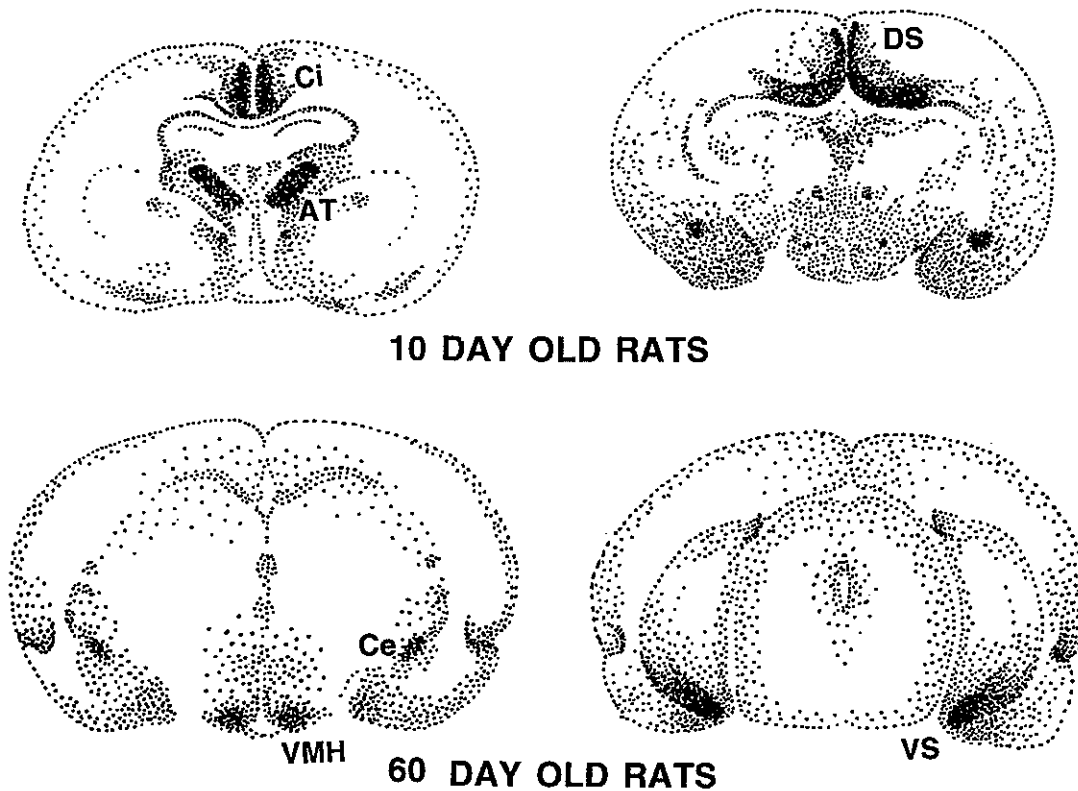 Ci
DS
AT
10 DAY OLD RATS
Ce
VMH
VS
60 DAY OLD RATS